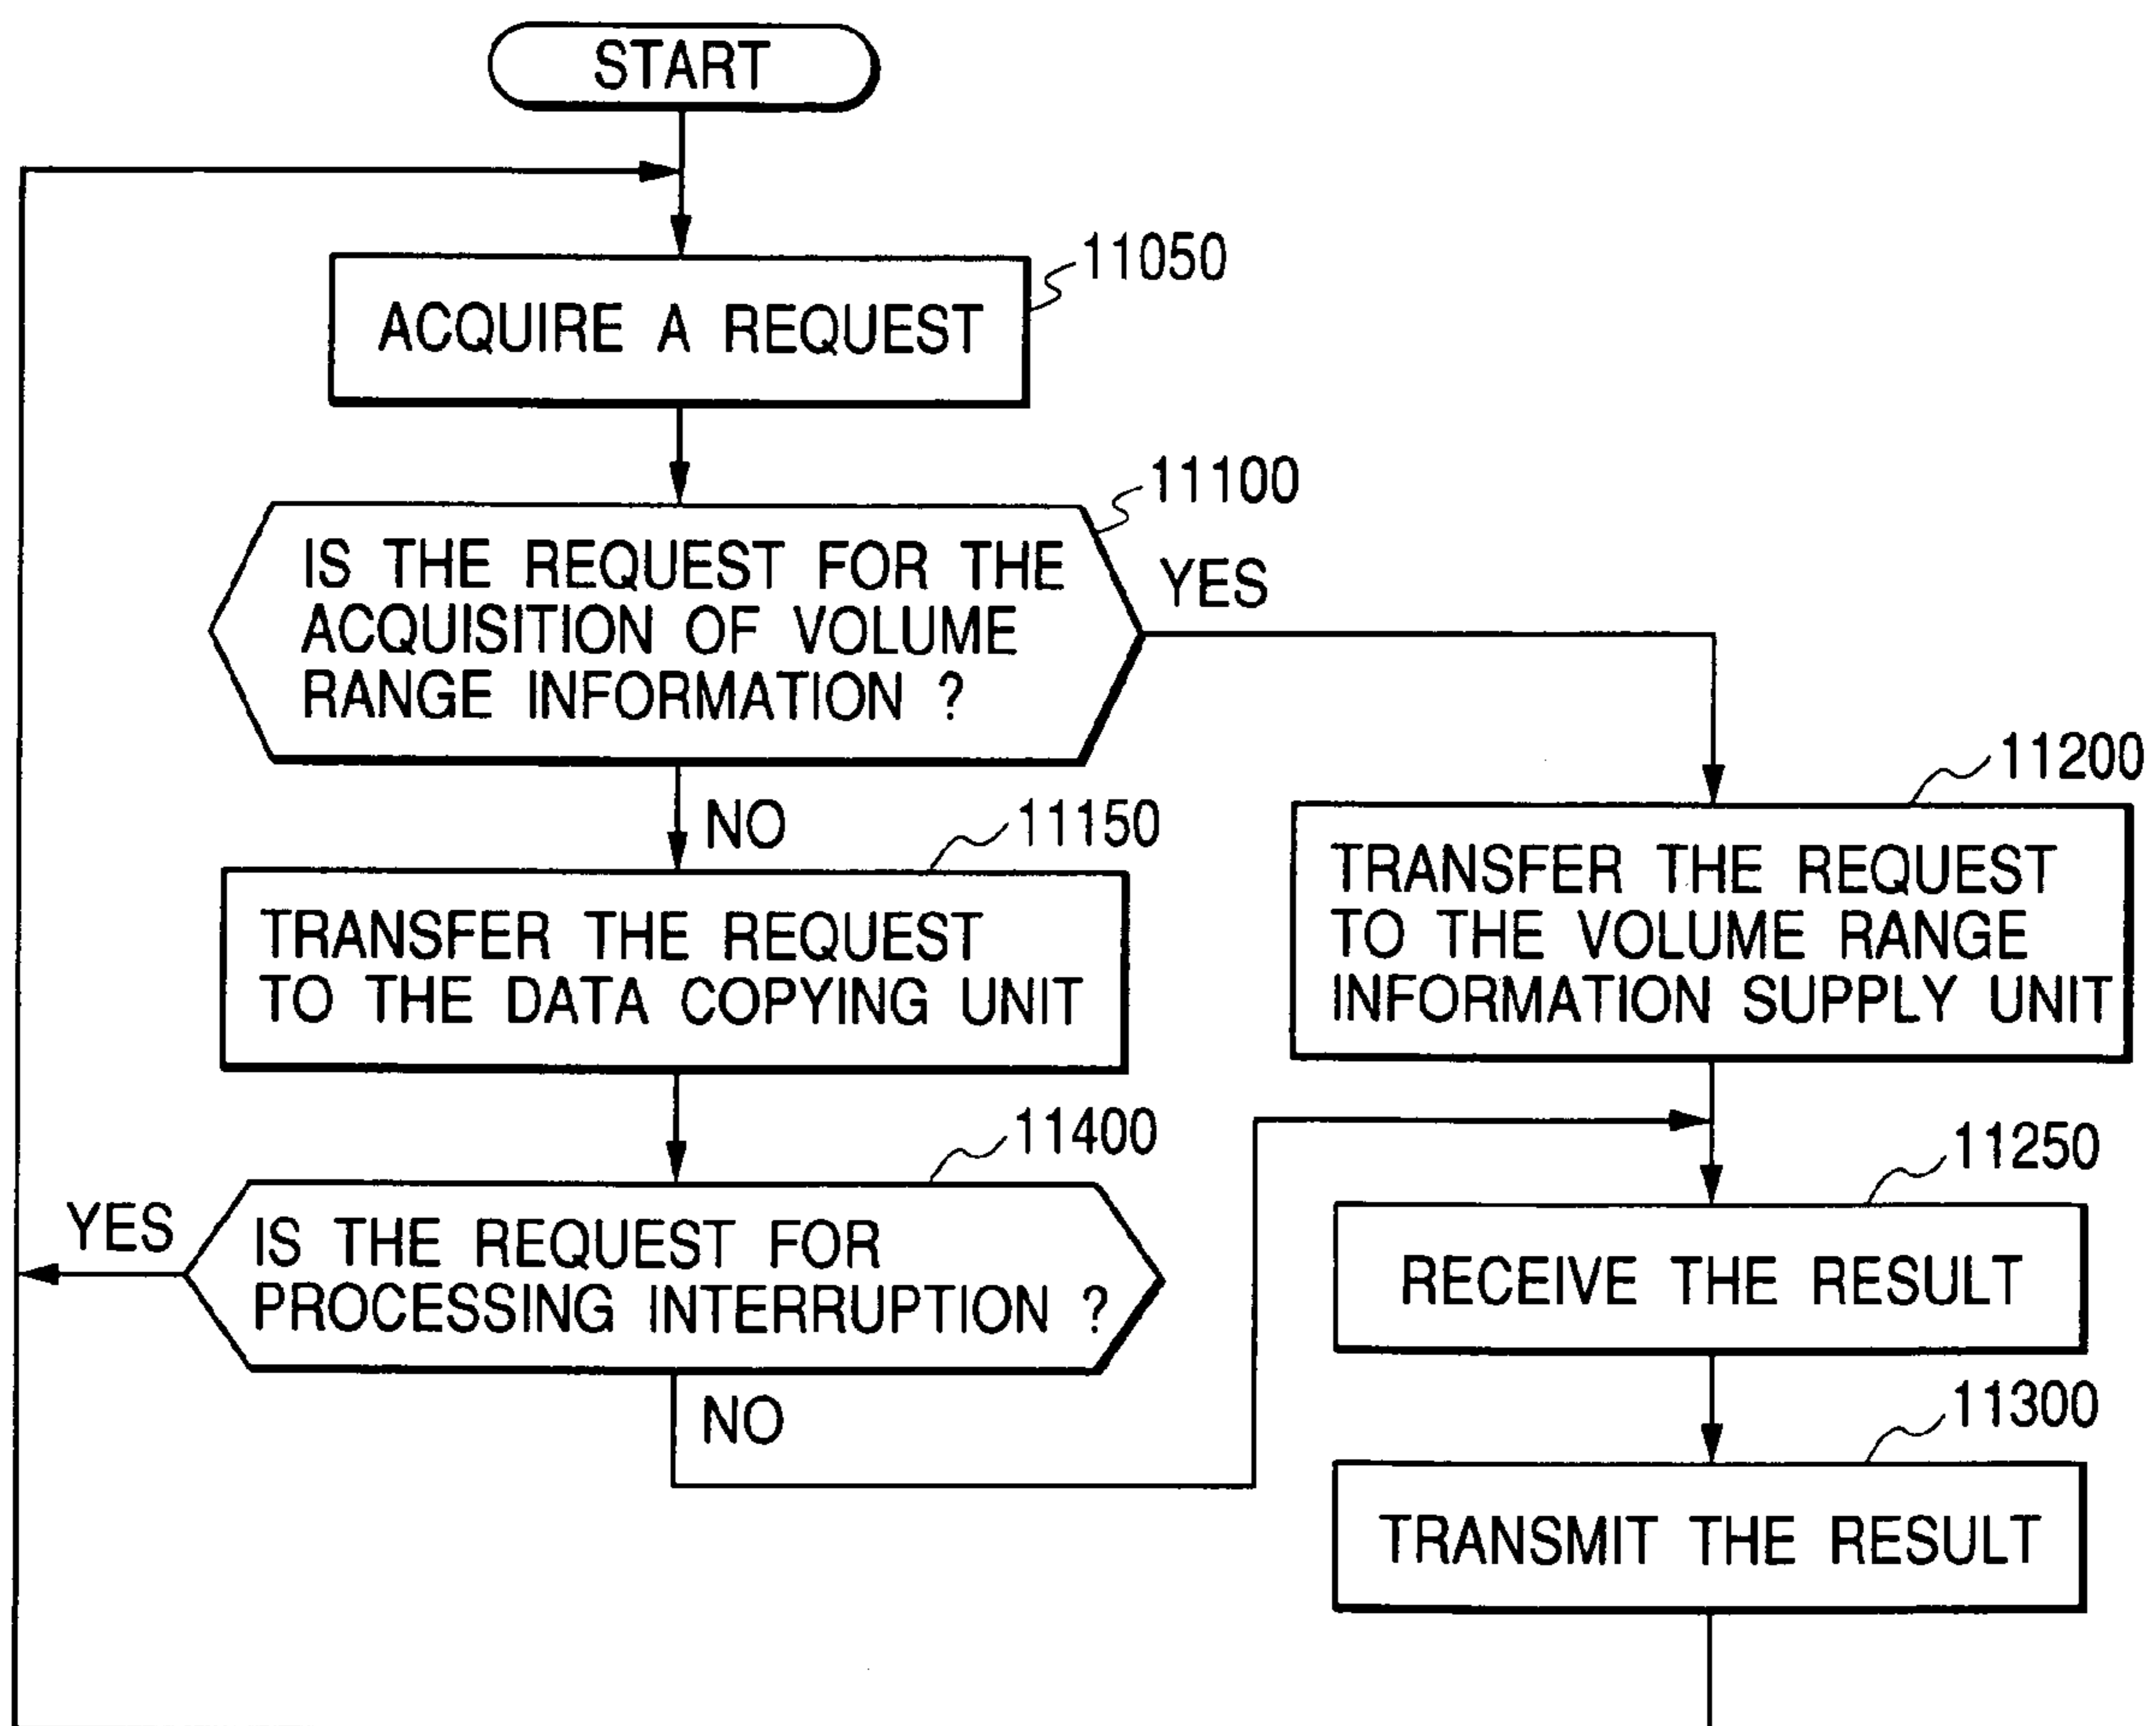 START
11050
ACQUIRE A REQUEST
11100
IS THE REQUEST FOR THE
ACQUISITION OF VOLUME
RANGE INFORMATION ?
YES
NO
11150
TRANSFER THE REQUEST
TO THE DATA COPYING UNIT
11200
TRANSFER THE REQUEST
TO THE VOLUME RANGE
INFORMATION SUPPLY UNIT
11400
YES
IS THE REQUEST FOR
PROCESSING INTERRUPTION ?
NO
11250
RECEIVE THE RESULT
11300
TRANSMIT THE RESULT